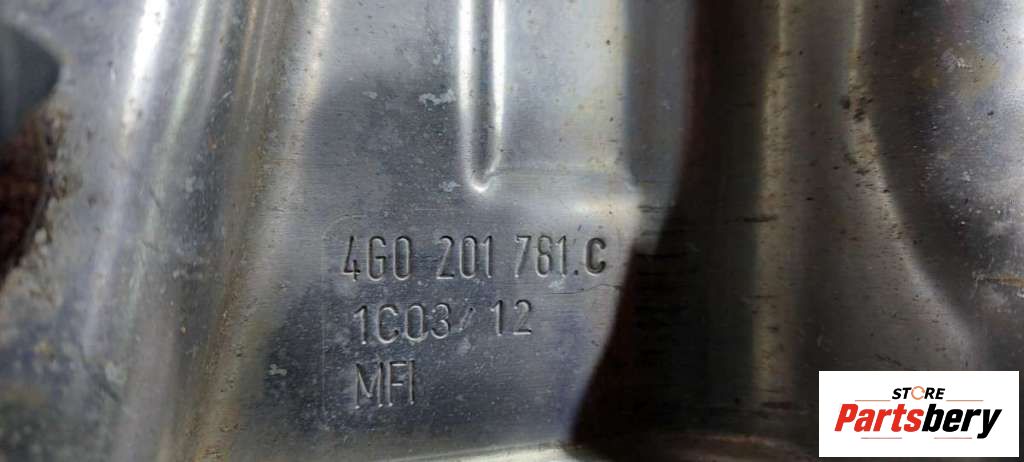 4G0 201 781.C
1C03/12
MFI
STORE
Partsbery